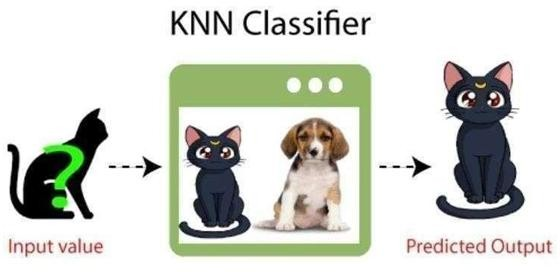 KNN Classifier
?
Input value
Predicted Output